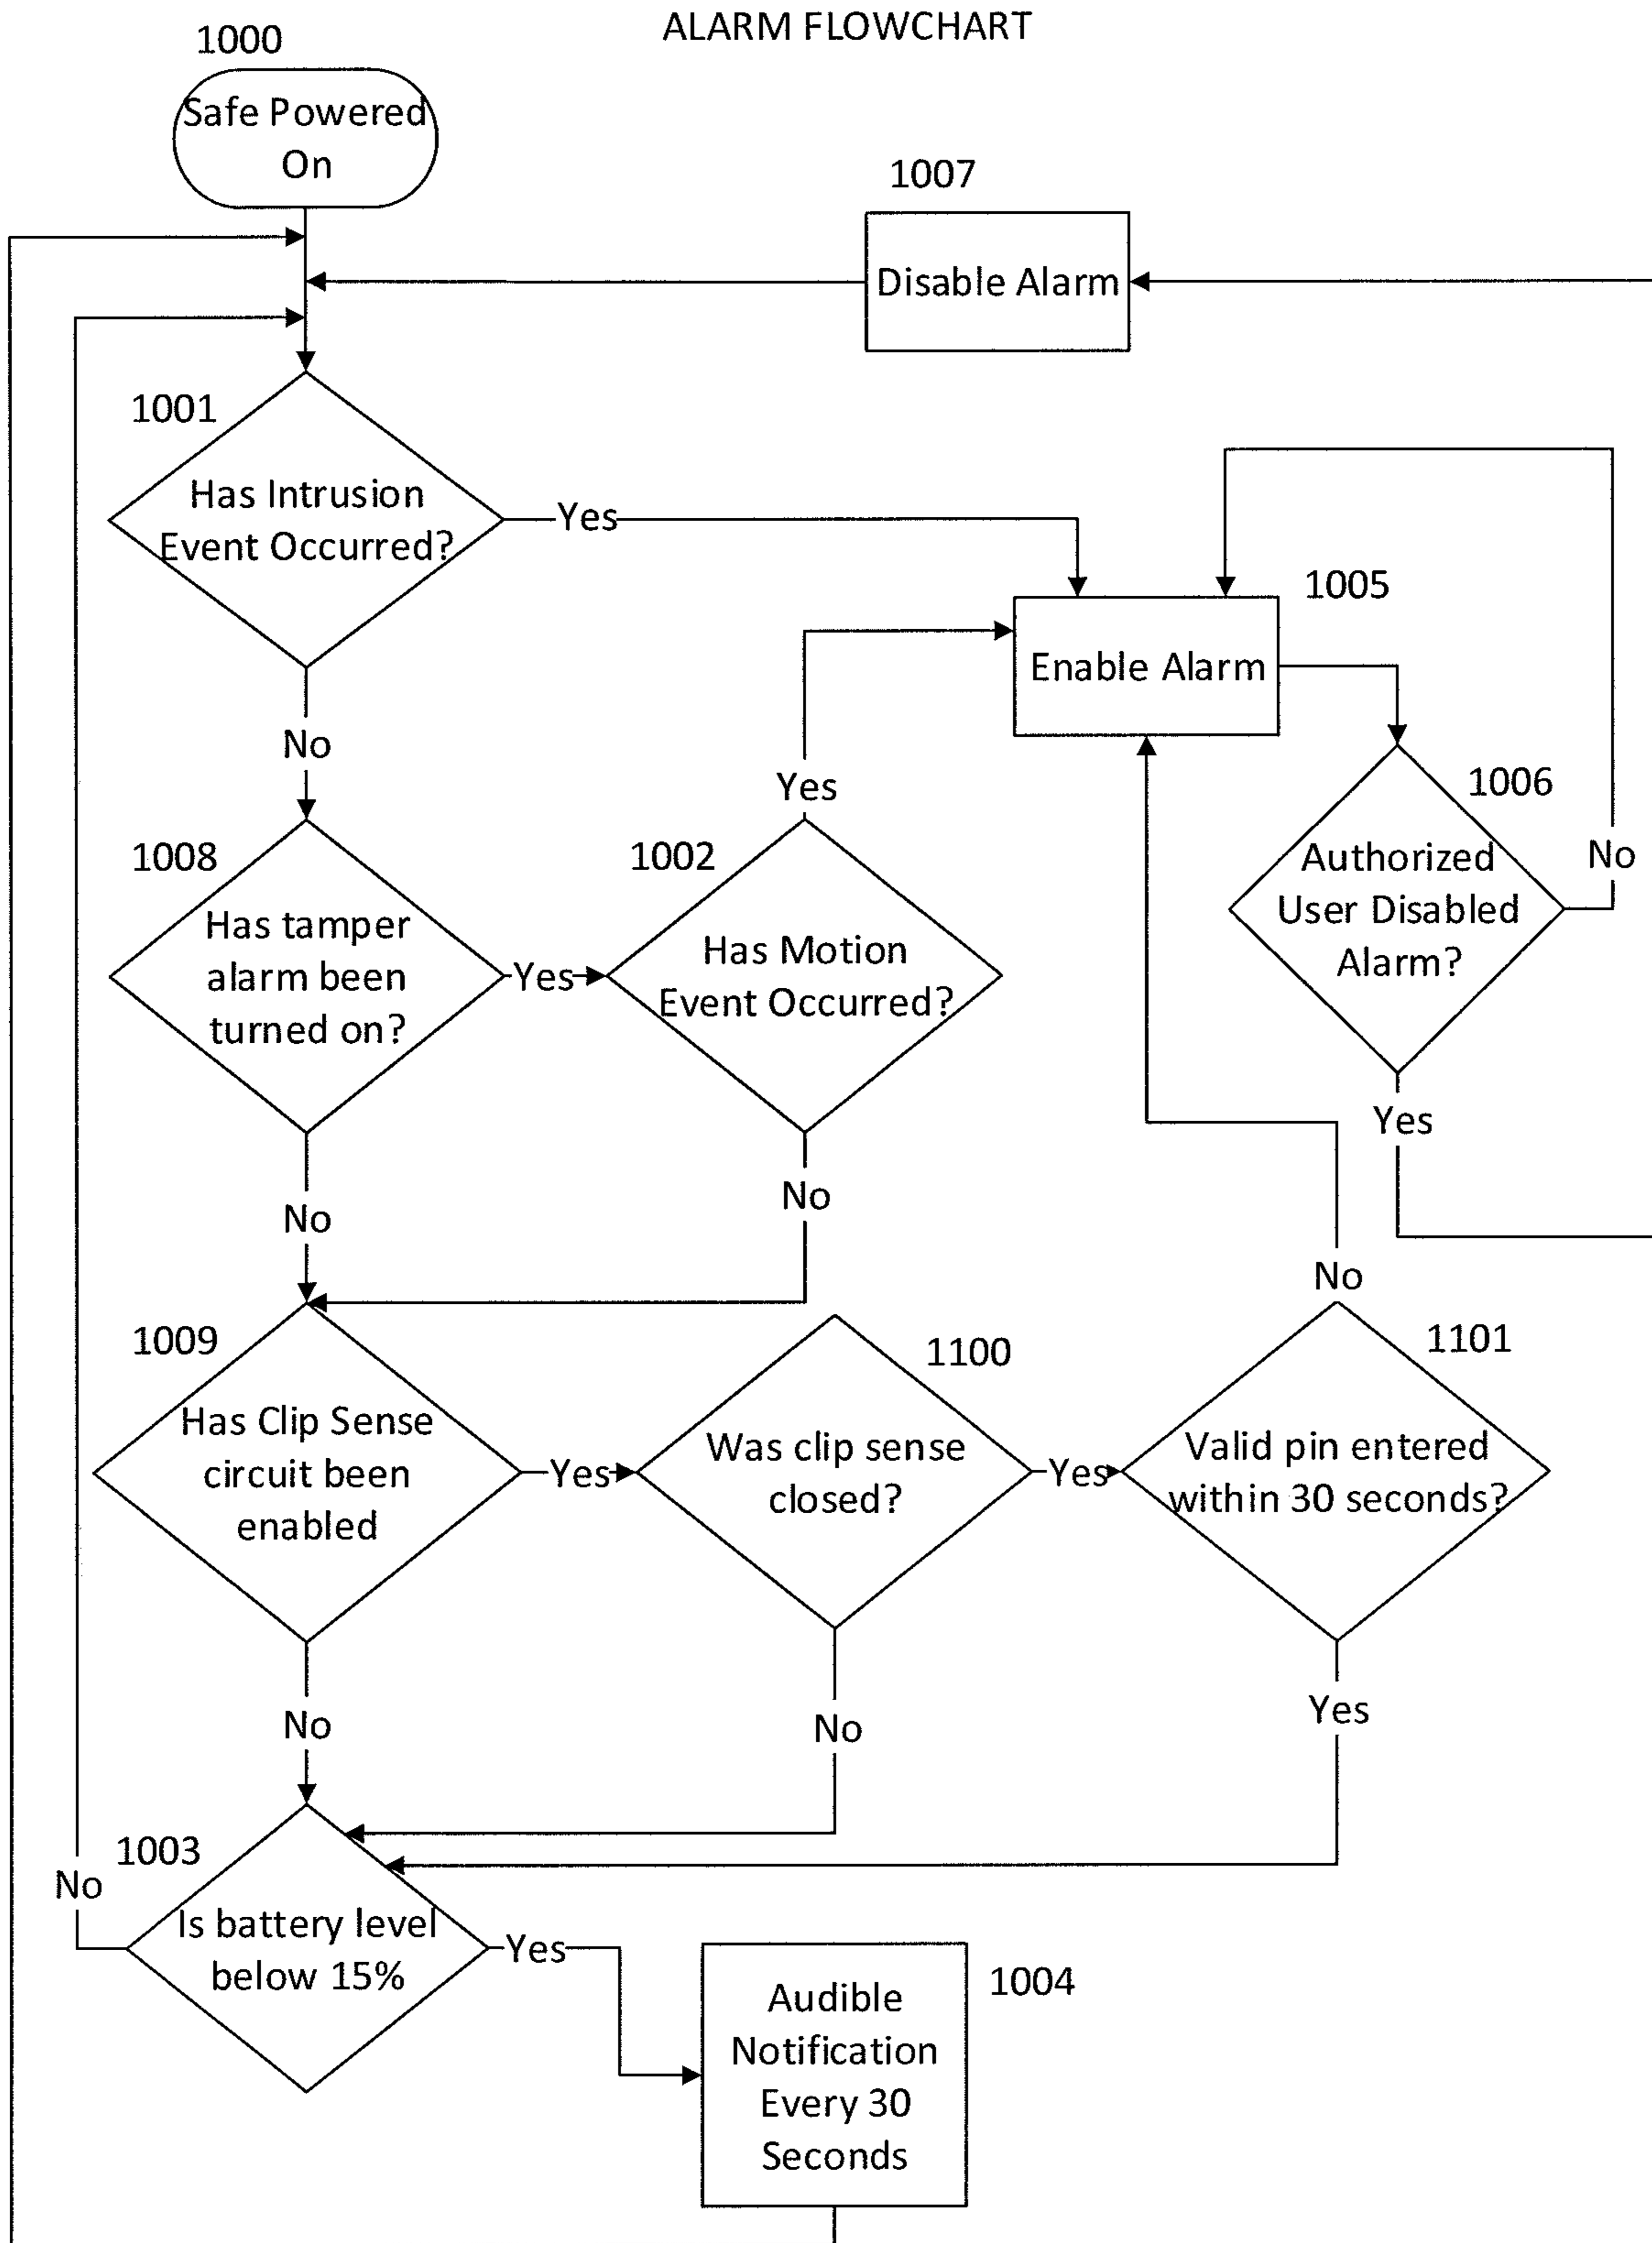 ALARM FLOWCHART
1000
Safe Powered
On
1007
Disable Alarm
1001
Has Intrusion
Event Occurred?
Yes
1005
Enable Alarm
No
Yes
1006
Authorized
User Disabled
Alarm?
No
Yes
1008
Has tamper
alarm been
turned on?
Yes
1002
Has Motion
Event Occurred?
No
No
No
1009
Has Clip Sense
circuit been
enabled
Yes
1100
Was clip sense
closed?
Yes
1101
Valid pin entered
within 30 seconds?
No
No
Yes
1003
No
Is battery level
below 15%
Yes
1004
Audible
Notification
Every 30
Seconds